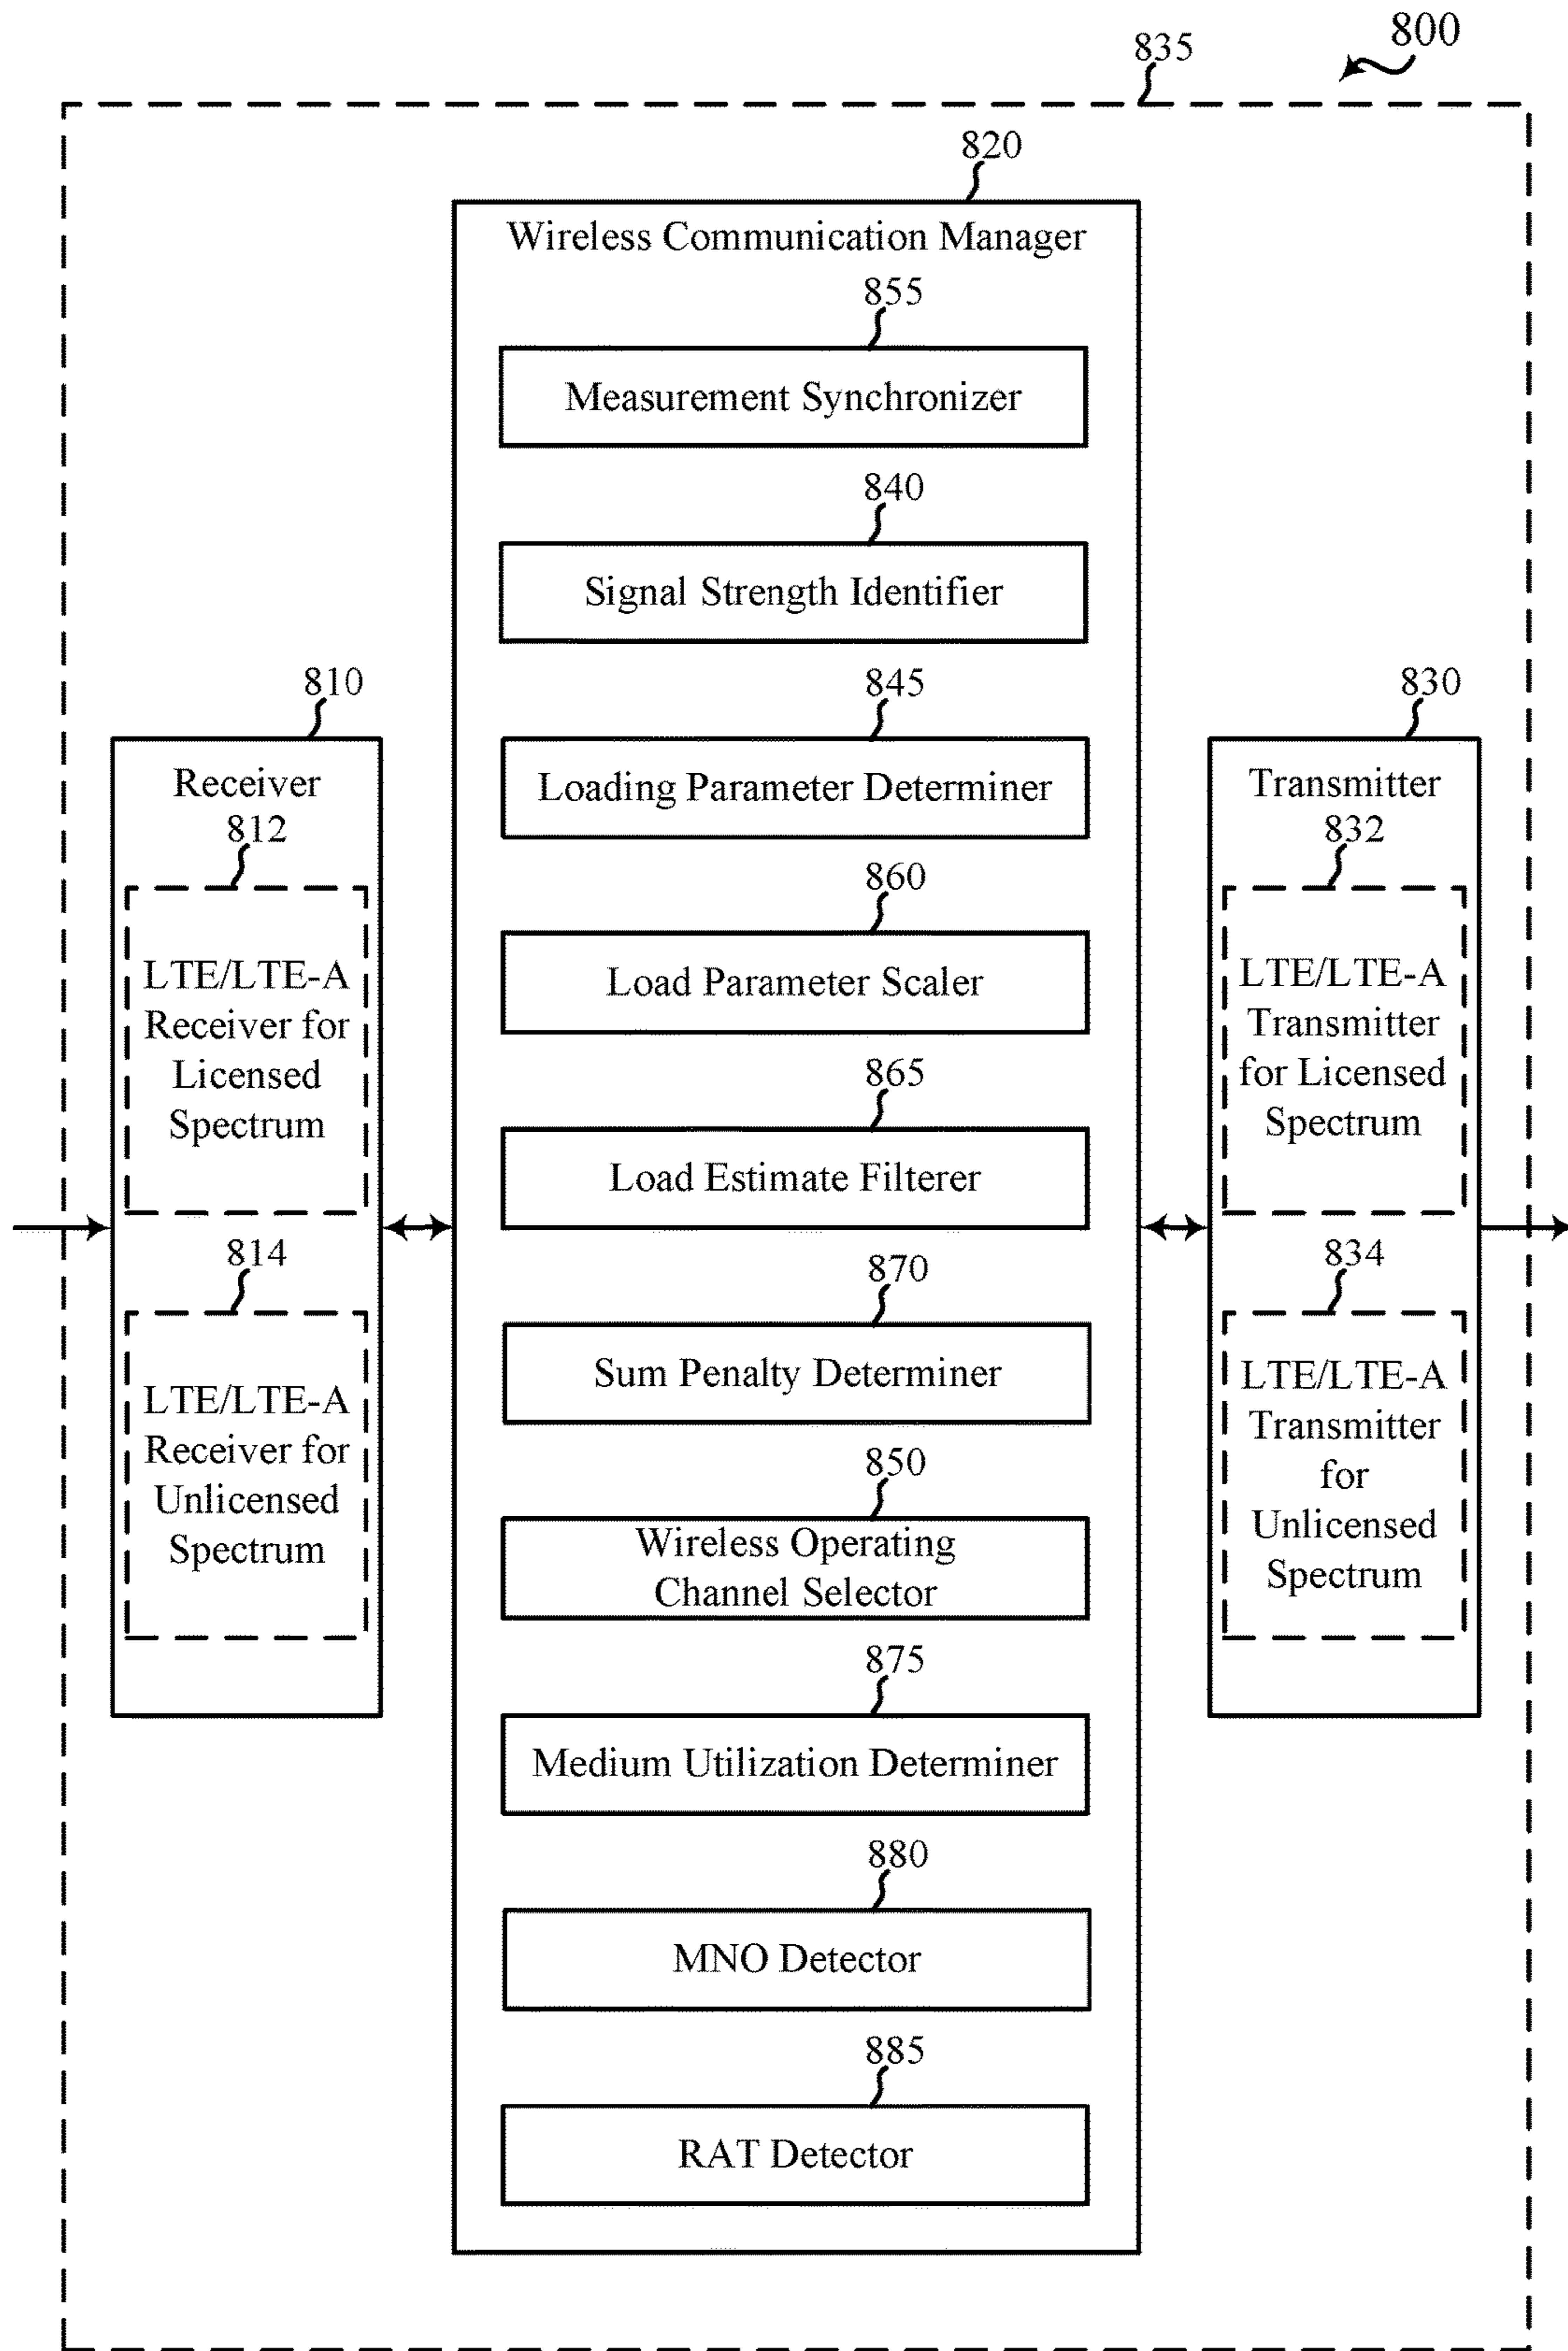 800
835
820
Wireless Communication Manager
855
Measurement Synchronizer
840
Signal Strength Identifier
845
Loading Parameter Determiner
860
Load Parameter Scaler
865
Load Estimate Filterer
870
Sum Penalty Determiner
850
Wireless Operating
Channel Selector
875
Medium Utilization Determiner
880
MNO Detector
885
RAT Detector
810
Receiver
812
LTE/LTE-A
Receiver for
Licensed
Spectrum
814
LTE/LTE-A
Receiver for
Unlicensed
Spectrum
830
Transmitter
832
LTE/LTE-A
Transmitter
for Licensed
Spectrum
834
LTE/LTE-A
Transmitter
for
Unlicensed
Spectrum